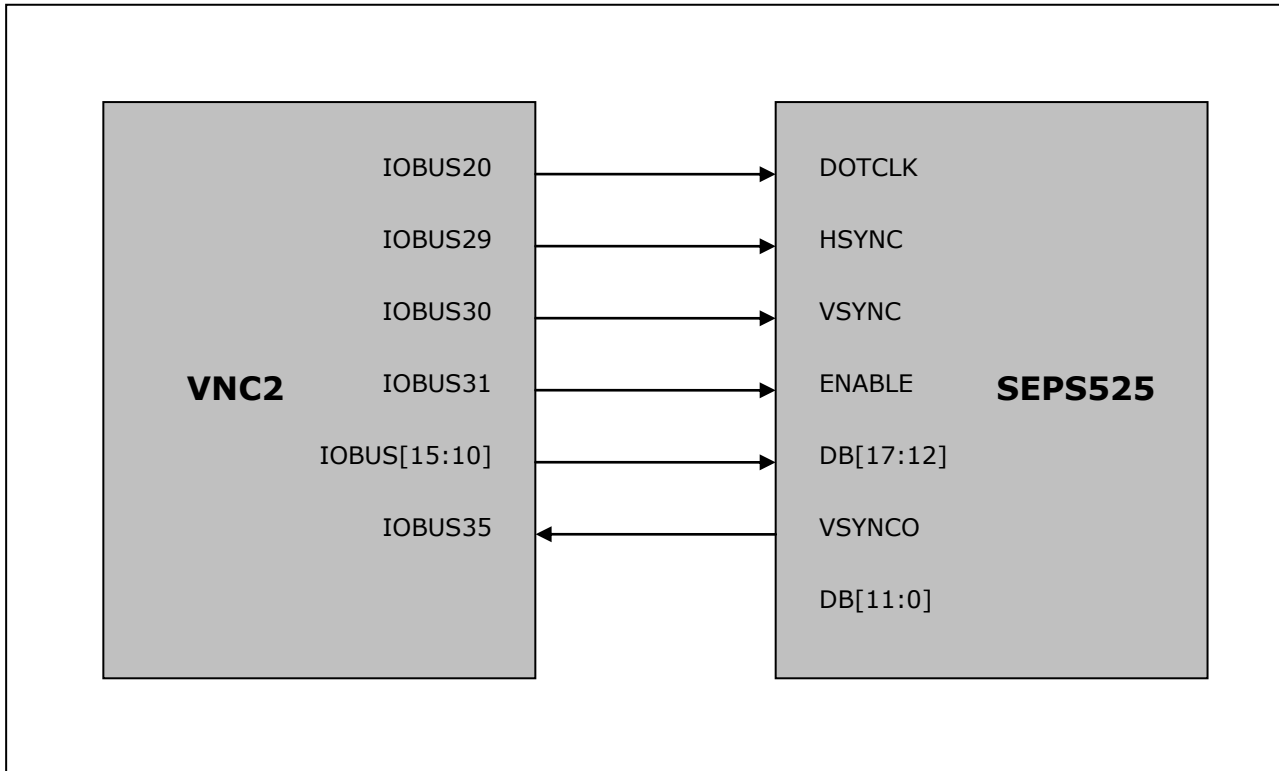 IOBUS20 DOTCLK
IOBUS29 HSYNC
IOBUS30 VSYNC
VNC2 IOBUS31 ENABLE SEPS525
IOBUS[15:10] DB[17:12]
IOBUS35 VSYNCO
DB[11:0]